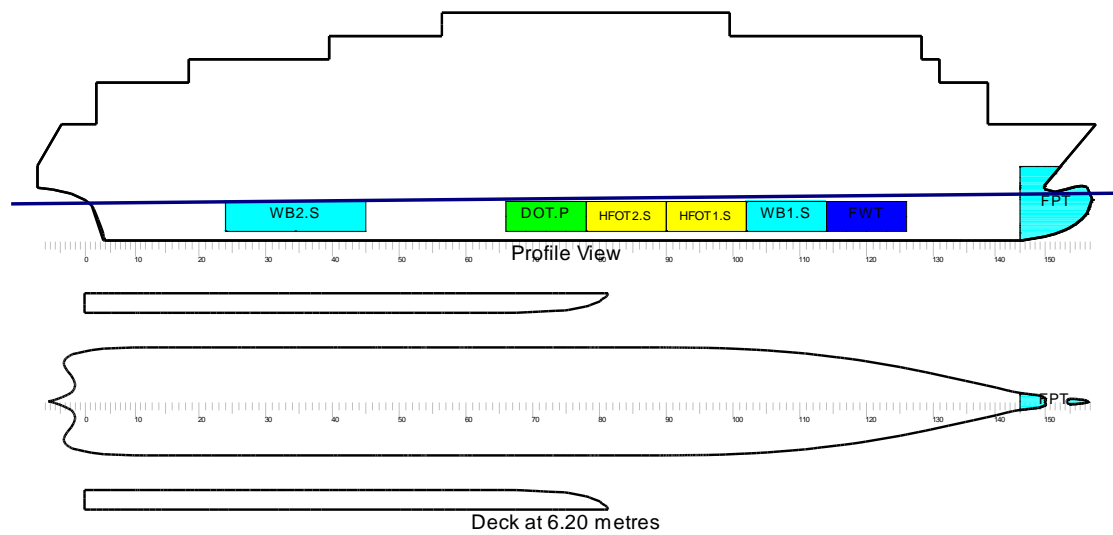 WB2.S DOT.P HFOT2.S HFOT1.S WB1.S FWT FPT
0 10 20 30 40 50 60 70 80 90 100 110 120 130 140 150
Profile View
0 10 20 30 40 50 60 70 80 90 100 110 120 130 140 150
FPT
Deck at 6.20 metres